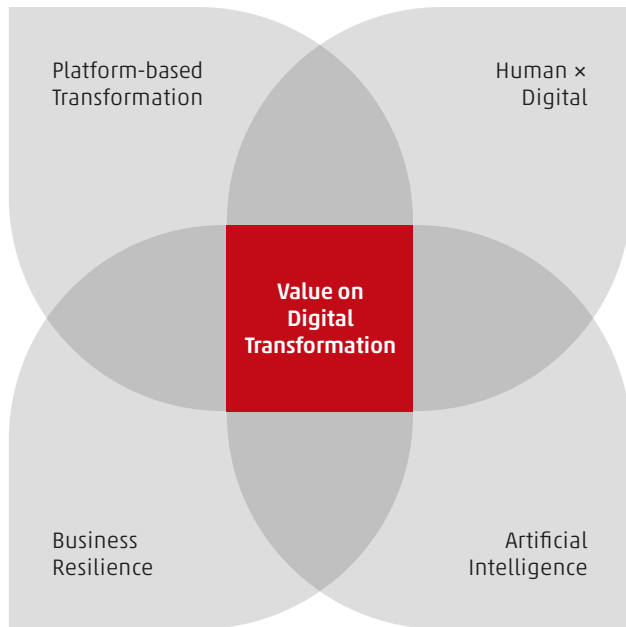 Platform-based
Transformation
Human ×
Digital
Value on
Digital
Transformation
Business
Resilience
Artificial
Intelligence